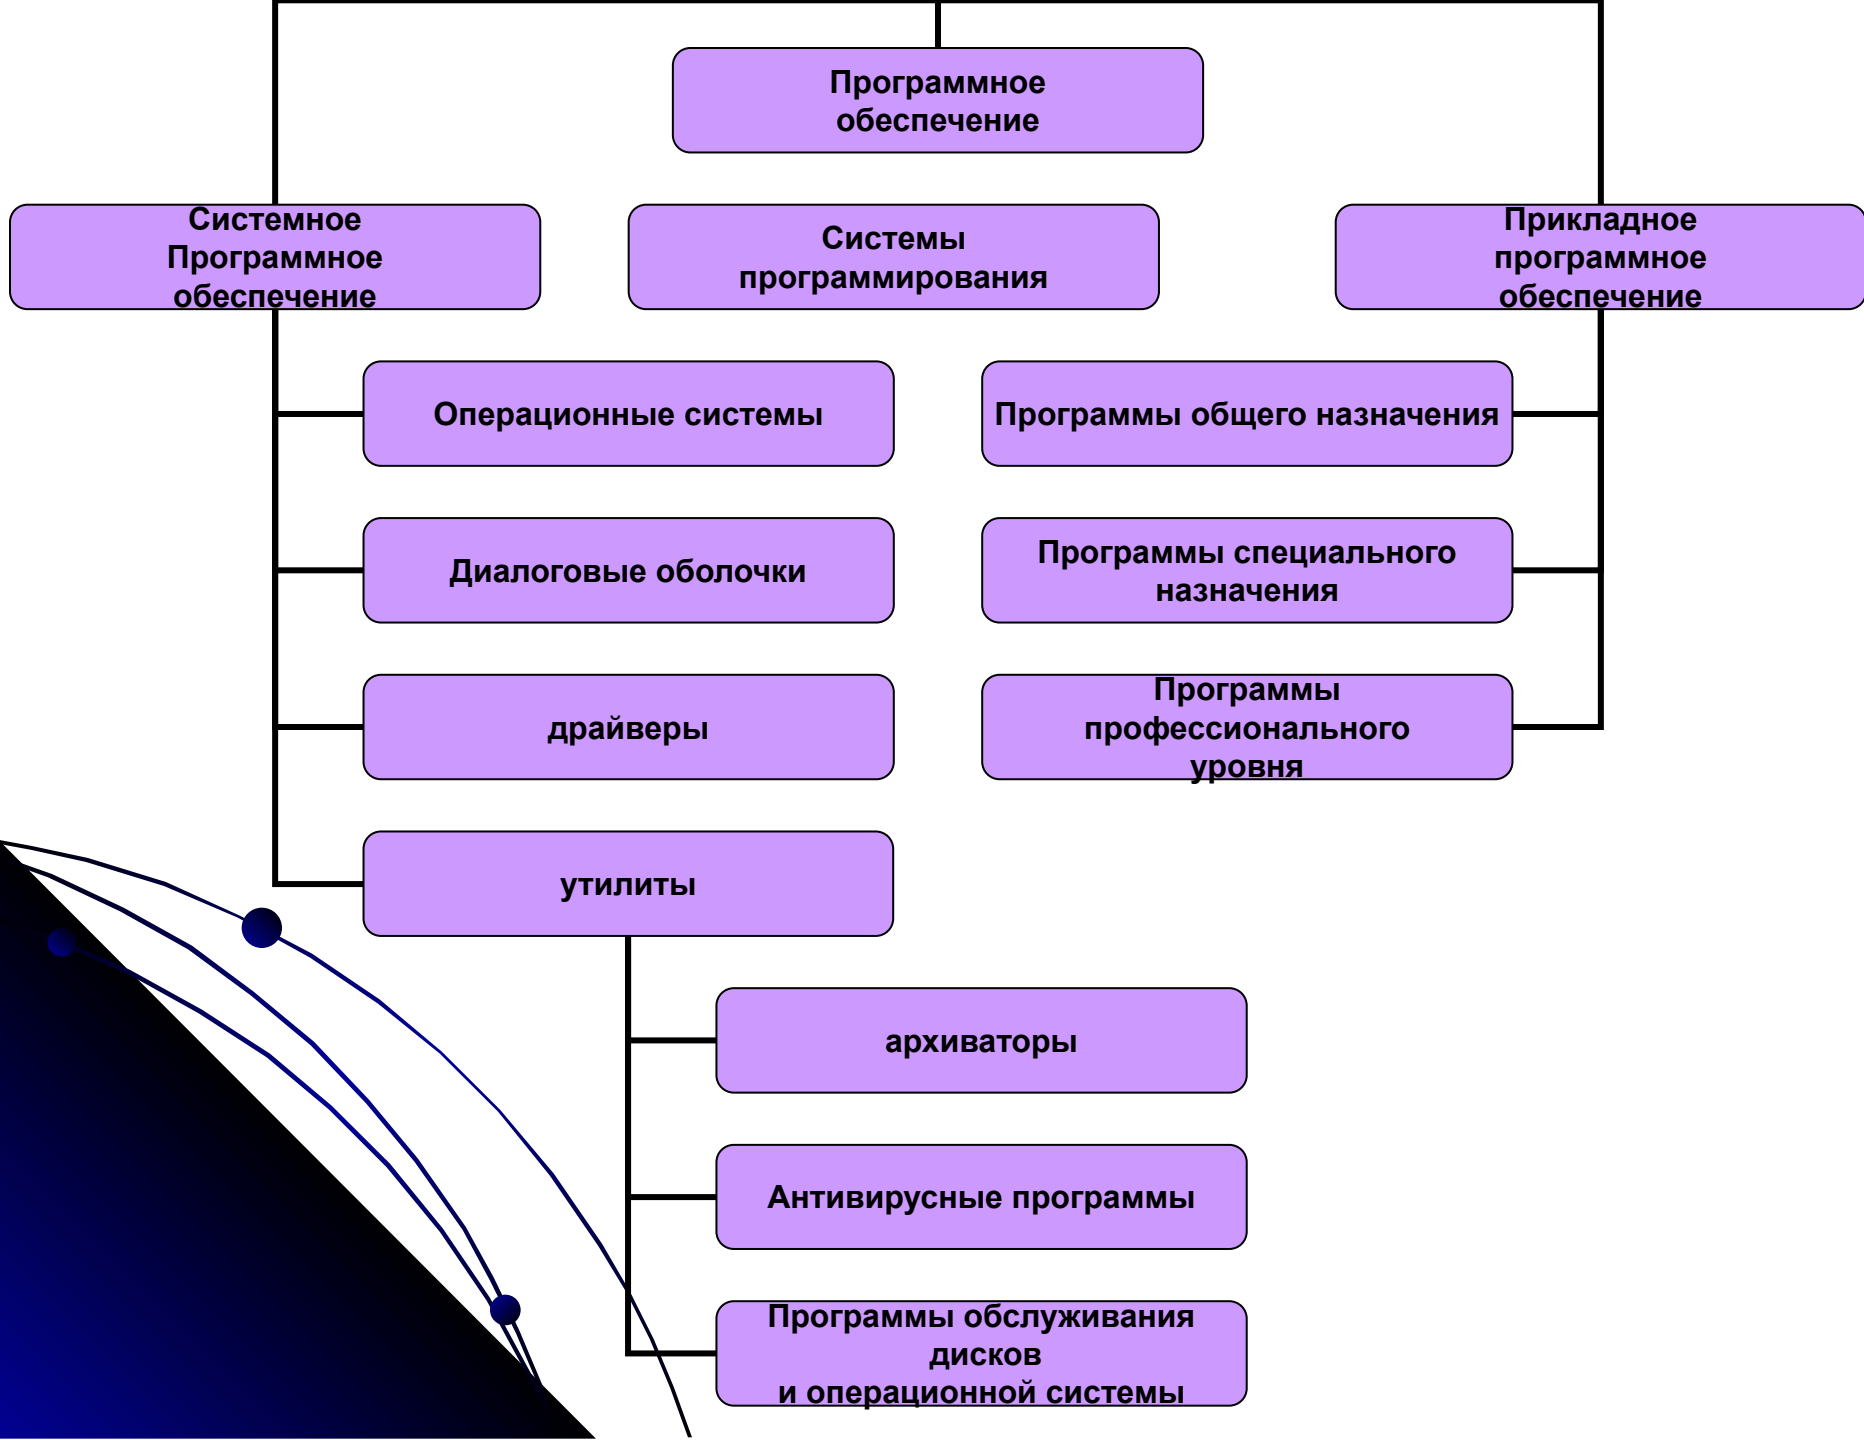 Программное
обеспечение
Системное
Программное
обеспечение
Системы
программирования
Прикладное
программное
обеспечение
Операционные системы
Программы общего назначения
Диалоговые оболочки
Программы специального
назначения
драйверы
Программы
профессионального
уровня
утилиты
архиваторы
Антивирусные программы
Программы обслуживания
дисков
и операционной системы